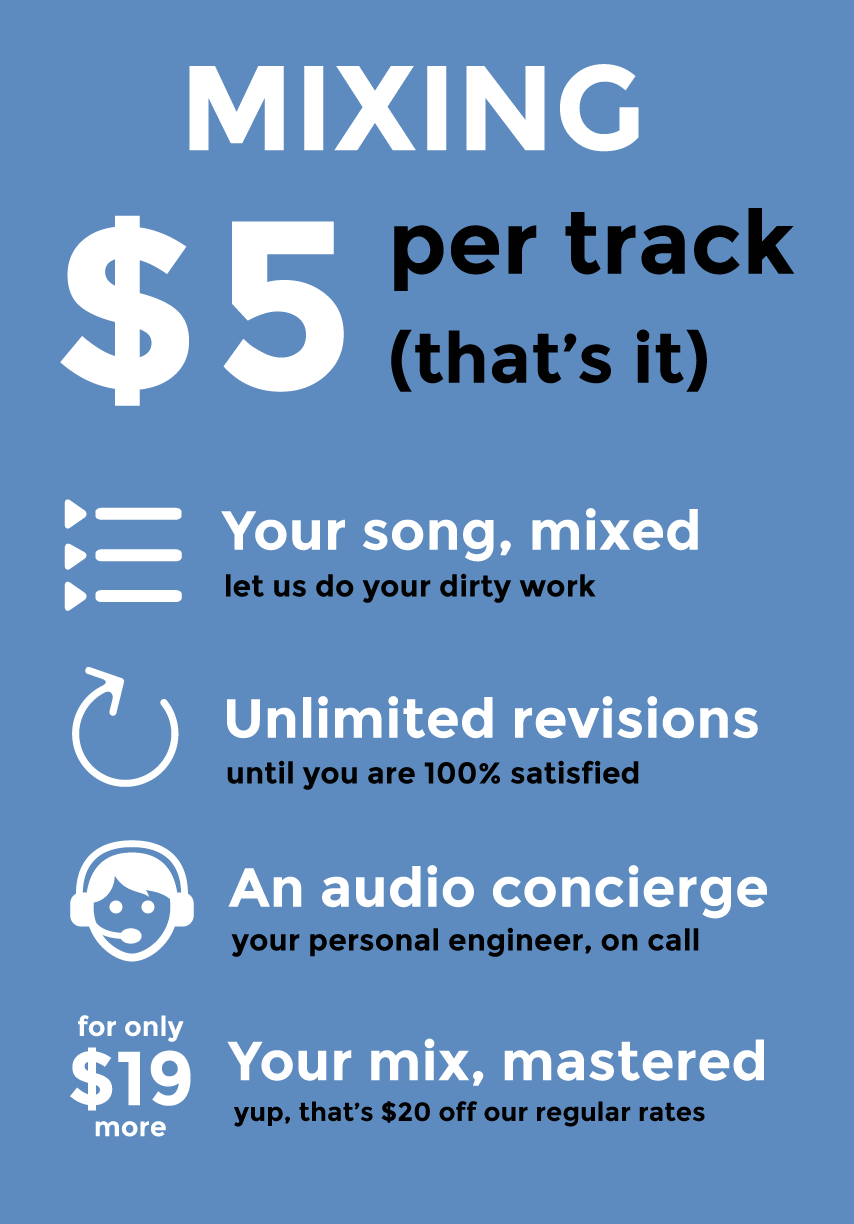 MIXING
$5 per track
(that’s it)
Your song, mixed
let us do your dirty work
Unlimited revisions
until you are 100% satisfied
An audio concierge
your personal engineer, on call
for only
$19
more
Your mix, mastered
yup, that’s $20 off our regular rates